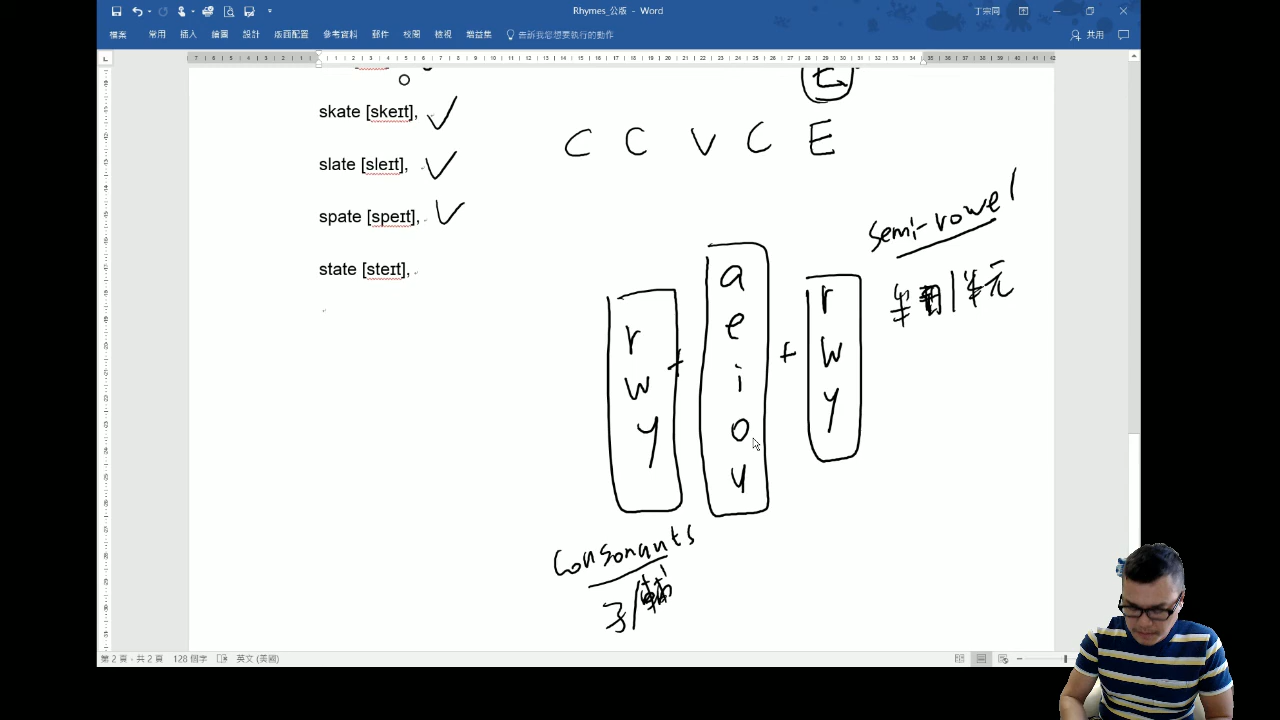 Rhymes_公版 - Word
丁宗同
檔案 常用 插入 繪圖 設計 版面配置 參考資料 郵件 校閱 檢視 增益集 告訴我您想要執行的動作 共用
skate [skeɪt],
slate [sleɪt],
spate [speɪt],
state [steɪt],
E
C C V C E
semi-vowel
半母/半元
r w y + a e i o u + r w y
consonants
子/輔
第 2 頁，共 2 頁 128 個字 英文 (美國)